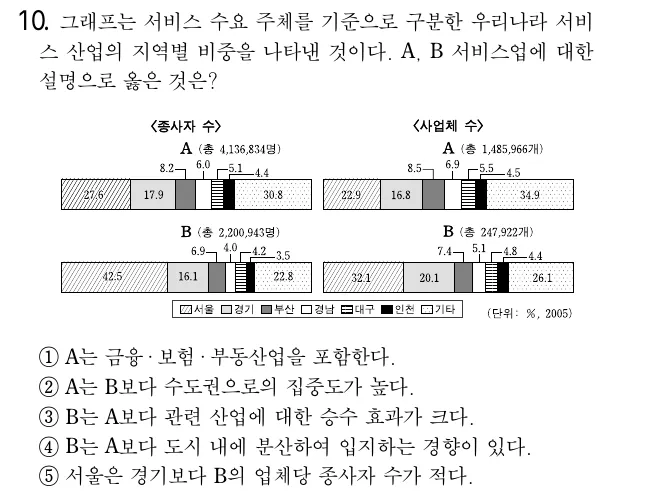 10. 그래프는 서비스 수요 주체를 기준으로 구분한 우리나라 서비
스 산업의 지역별 비중을 나타낸 것이다. A, B 서비스업에 대한
설명으로 옳은 것은?
<종사자 수>
A (총 4,136,834명)
8.2 6.0 5.1 4.4
27.6 17.9 30.8
B (총 2,200,943명)
6.9 4.0 4.2 3.5
42.5 16.1 22.8
<사업체 수>
A (총 1,485,966개)
8.5 6.9 5.5 4.5
22.9 16.8 34.9
B (총 247,922개)
7.4 5.1 4.8 4.4
32.1 20.1 26.1
서울 경기 부산 경남 대구 인천 기타
(단위: %, 2005)
① A는 금융·보험·부동산업을 포함한다.
② A는 B보다 수도권으로의 집중도가 높다.
③ B는 A보다 관련 산업에 대한 승수 효과가 크다.
④ B는 A보다 도시 내에 분산하여 입지하는 경향이 있다.
⑤ 서울은 경기보다 B의 업체당 종사자 수가 적다.